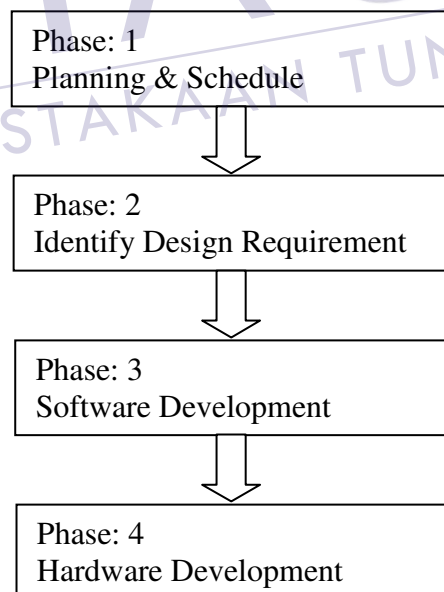 Phase: 1
Planning & Schedule
STAKAAN TUN
Phase: 2
Identify Design Requirement
Phase: 3
Software Development
Phase: 4
Hardware Development